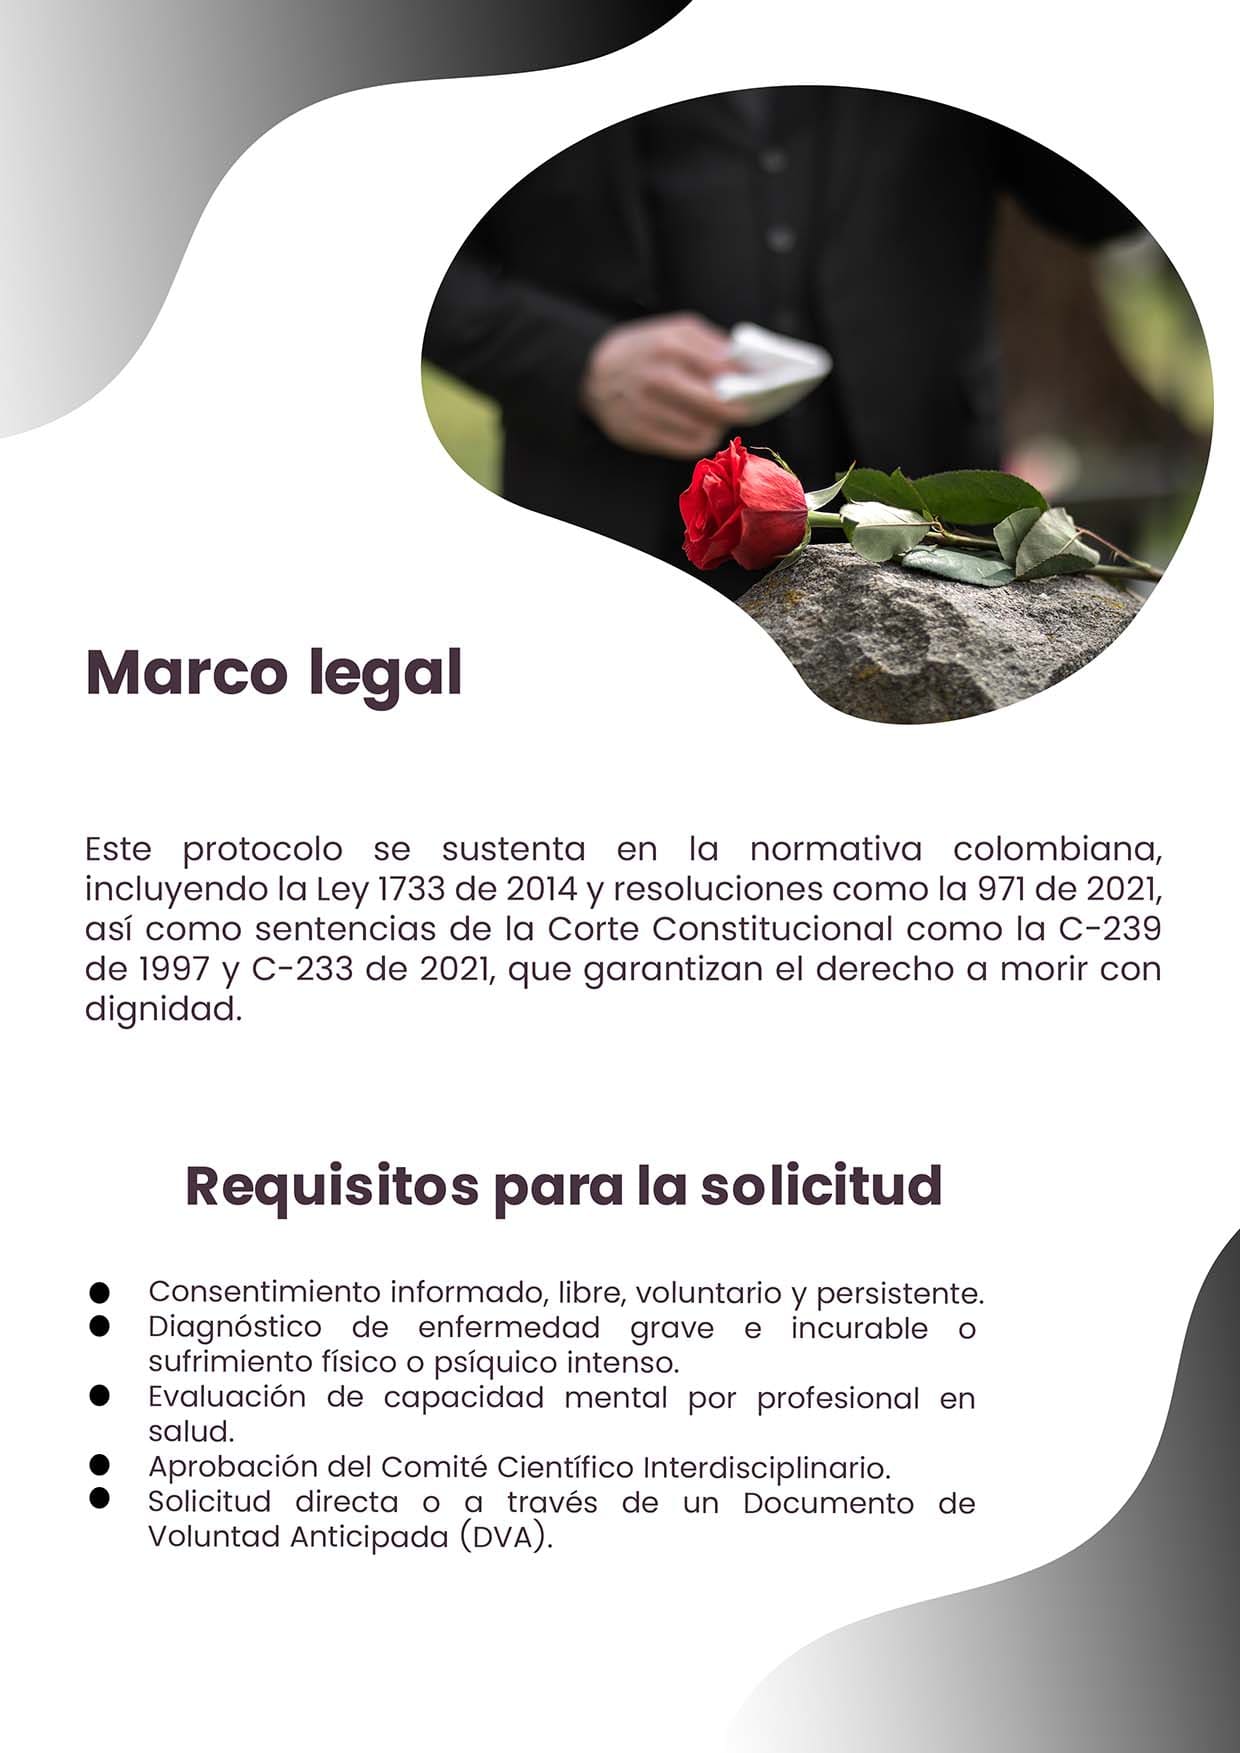 Marco legal
Este protocolo se sustenta en la normativa colombiana,
incluyendo la Ley 1733 de 2014 y resoluciones como la 971 de 2021,
así como sentencias de la Corte Constitucional como la C-239
de 1997 y C-233 de 2021, que garantizan el derecho a morir con
dignidad.
Requisitos para la solicitud
● Consentimiento informado, libre, voluntario y persistente.
● Diagnóstico de enfermedad grave e incurable o
sufrimiento físico o psíquico intenso.
● Evaluación de capacidad mental por profesional en
salud.
● Aprobación del Comité Científico Interdisciplinario.
● Solicitud directa o a través de un Documento de
Voluntad Anticipada (DVA).